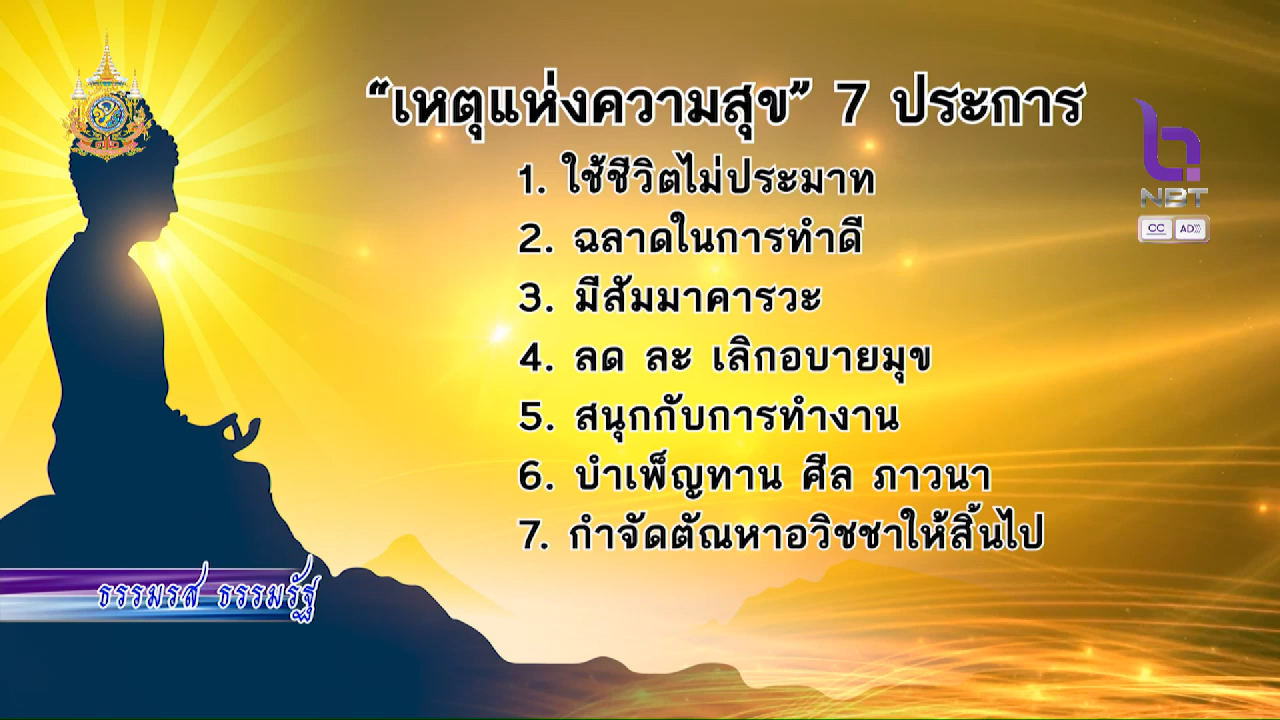 “เหตุแห่งความสุข” 7 ประการ
1. ใช้ชีวิตไม่ประมาท
2. ฉลาดในการทำดี
3. มีสัมมาคารวะ
4. ลด ละ เลิกอบายมุข
5. สนุกกับการทำงาน
6. บำเพ็ญทาน ศีล ภาวนา
7. กำจัดตัณหาอวิชชาให้สิ้นไป
NBT
CC AD
ธรรมรส ธรรมรัฐ